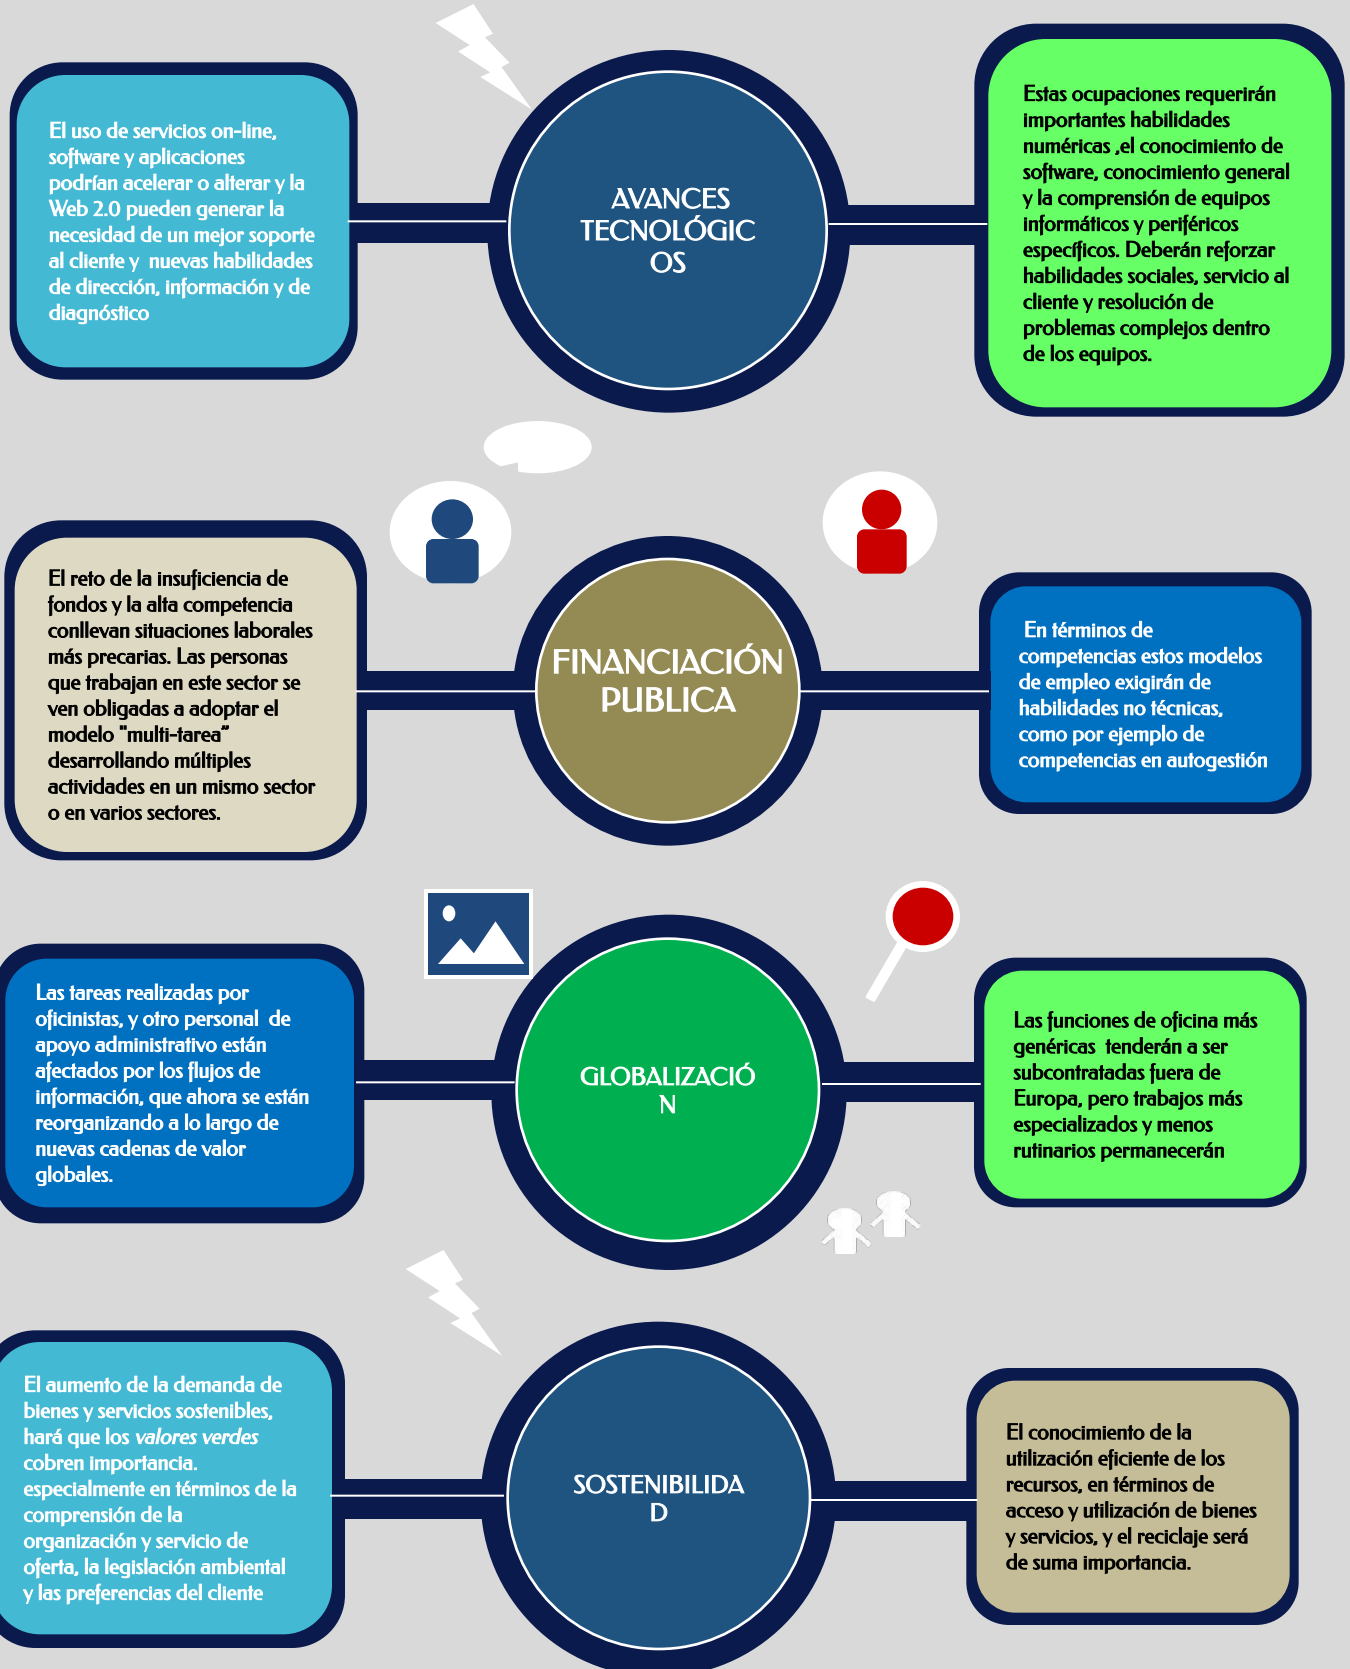 El uso de servicios on-line,
software y aplicaciones
podrían acelerar o alterar y la
Web 2.0 pueden generar la
necesidad de un mejor soporte
al cliente y  nuevas habilidades
de dirección, información y de
diagnóstico
AVANCES
TECNOLÓGIC
OS
Estas ocupaciones requerirán
importantes habilidades
numéricas ,el conocimiento de
software, conocimiento general
y la comprensión de equipos
informáticos y periféricos
específicos. Deberán reforzar
habilidades sociales, servicio al
cliente y resolución de
problemas complejos dentro
de los equipos.
El reto de la insuficiencia de
fondos y la alta competencia
conllevan situaciones laborales
más precarias. Las personas
que trabajan en este sector se
ven obligadas a adoptar el
modelo "multi-tarea”
desarrollando múltiples
actividades en un mismo sector
o en varios sectores.
FINANCIACIÓN
PUBLICA
En términos de
competencias estos modelos
de empleo exigirán de
habilidades no técnicas,
como por ejemplo de
competencias en autogestión
Las tareas realizadas por
oficinistas, y otro personal  de
apoyo administrativo están
afectados por los flujos de
información, que ahora se están
reorganizando a lo largo de
nuevas cadenas de valor
globales.
GLOBALIZACIÓ
N
Las funciones de oficina más
genéricas  tenderán a ser
subcontratadas fuera de
Europa, pero trabajos más
especializados y menos
rutinarios permanecerán
El aumento de la demanda de
bienes y servicios sostenibles,
hará que los valores verdes
cobren importancia.
especialmente en términos de la
comprensión de la
organización y servicio de
oferta, la legislación ambiental
y las preferencias del cliente
SOSTENIBILIDA
D
El conocimiento de la
utilización eficiente de los
recursos, en términos de
acceso y utilización de bienes
y servicios, y el reciclaje será
de suma importancia.